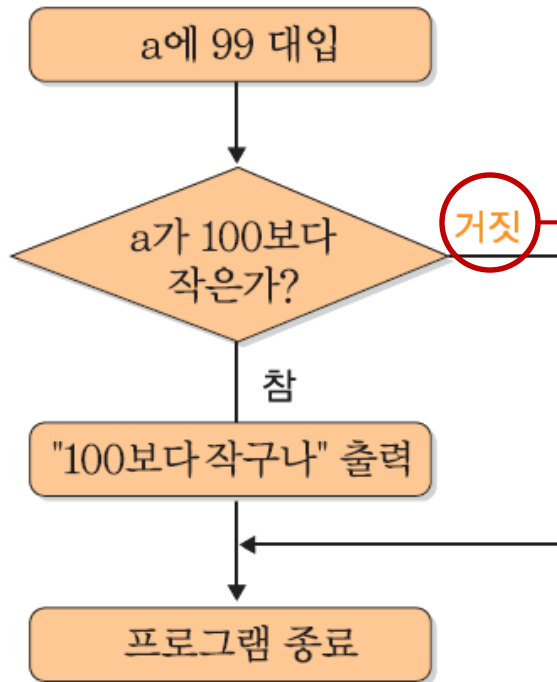 a에 99 대입
a가 100보다
작은가?
거짓
참
"100보다 작구나" 출력
프로그램 종료